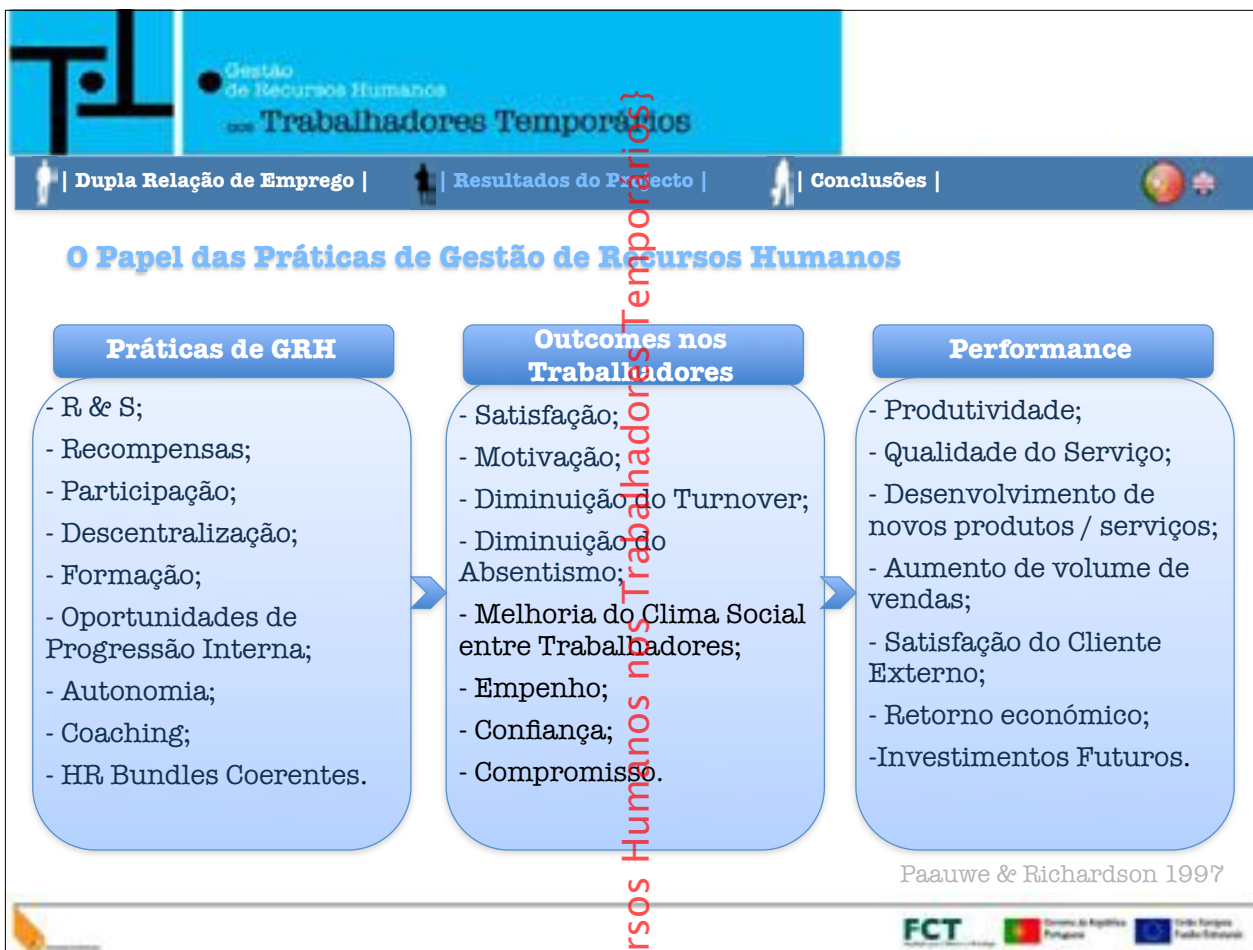 Gestão
de Recursos Humanos
nos Trabalhadores Temporários
| Dupla Relação de Emprego |
| Resultados do Projecto |
| Conclusões |
O Papel das Práticas de Gestão de Recursos Humanos
Práticas de GRH
- R & S;
- Recompensas;
- Participação;
- Descentralização;
- Formação;
- Oportunidades de
Progressão Interna;
- Autonomia;
- Coaching;
- HR Bundles Coerentes.
Outcomes nos
Trabalhadores
- Satisfação;
- Motivação;
- Diminuição do Turnover;
- Diminuição do
Absentismo;
- Melhoria do Clima Social
entre Trabalhadores;
- Empenho;
- Confiança;
- Compromisso.
Performance
- Produtividade;
- Qualidade do Serviço;
- Desenvolvimento de
novos produtos / serviços;
- Aumento de volume de
vendas;
- Satisfação do Cliente
Externo;
- Retorno económico;
-Investimentos Futuros.
rsos Humanos nos Trabalhadores Temporários}
Paauwe & Richardson 1997
FCT